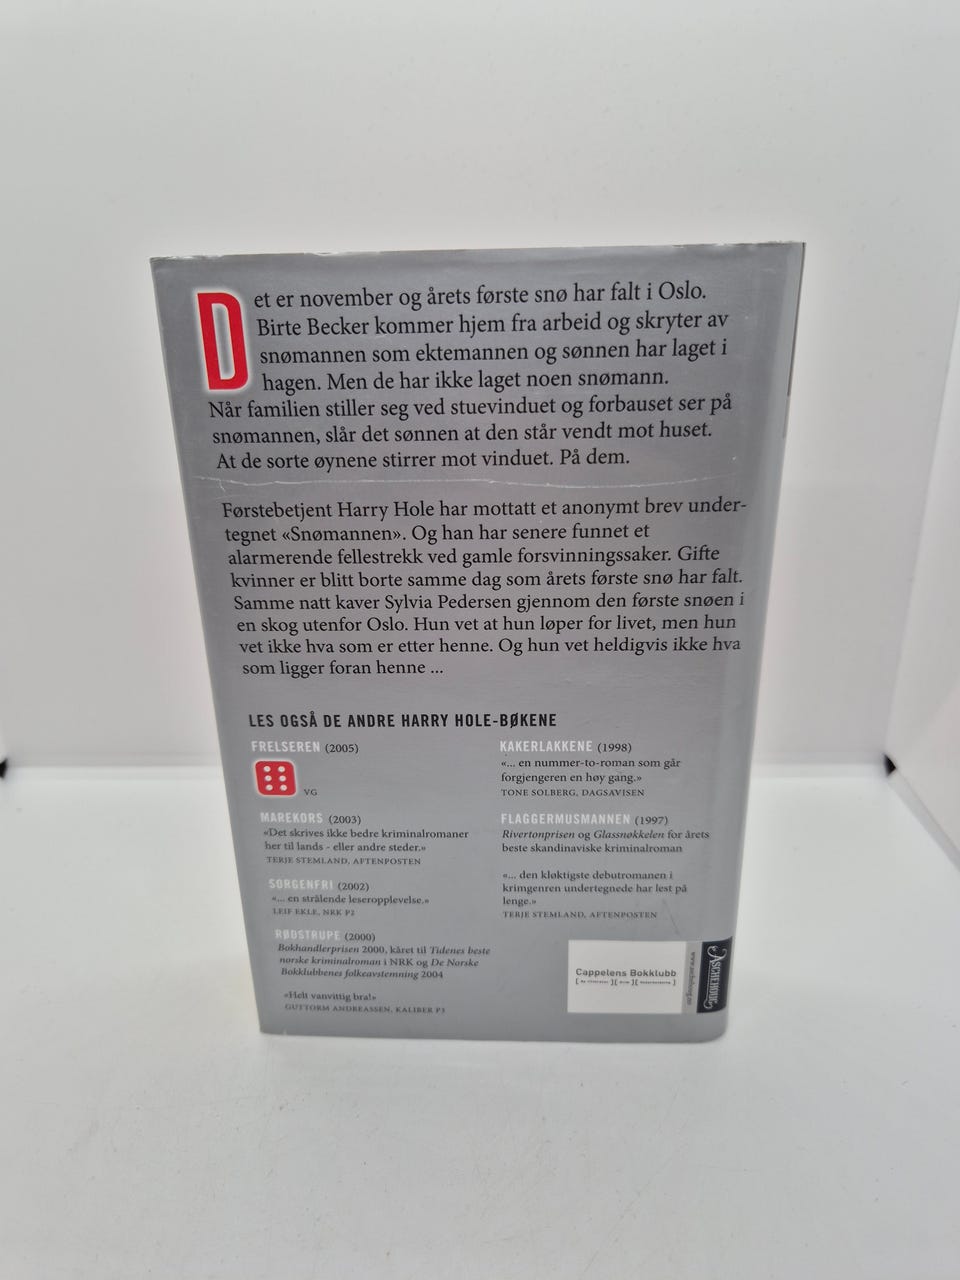 Det er november og årets første snø har falt i Oslo.
Birte Becker kommer hjem fra arbeid og skryter av
snømannen som ektemannen og sønnen har laget i
hagen. Men de har ikke laget noen snømann.
Når familien stiller seg ved stuevinduet og forbauset ser på
snømannen, slår det sønnen at den står vendt mot huset.
At de sorte øynene stirrer mot vinduet. På dem.
Førstebetjent Harry Hole har mottatt et anonymt brev under-
tegnet «Snømannen». Og han har senere funnet et
alarmerende fellestrekk ved gamle forsvinningssaker. Gifte
kvinner er blitt borte samme dag som årets første snø har falt.
Samme natt kaver Sylvia Pedersen gjennom den første snøen i
en skog utenfor Oslo. Hun vet at hun løper for livet, men hun
vet ikke hva som er etter henne. Og hun vet heldigvis ikke hva
som ligger foran henne ...
LES OGSÅ DE ANDRE HARRY HOLE-BØKENE
FRELSEREN (2005)
VG
MAREKORS (2003)
«Det skrives ikke bedre kriminalromaner
her til lands - eller andre steder.»
TERJE STEMLAND, AFTENPOSTEN
SORGENFRI (2002)
«... en strålende leseropplevelse.»
LEIF EKLE, NRK P2
RØDSTRUPE (2000)
Bokhandlerprisen 2000, kåret til Tidenes beste
norske kriminalroman i NRK og De Norske
Bokklubbenes folkeavstemning 2004
«Helt vanvittig bra!»
GUTTORM ANDREASSEN, KALIBER P3
KAKERLAKKENE (1998)
«... en nummer-to-roman som går
forgjengeren en høy gang.»
TONE SOLBERG, DAGSAVISEN
FLAGGERMUSMANNEN (1997)
Rivertonprisen og Glassnøkkelen for årets
beste skandinaviske kriminalroman
«... den kløktigste debutromanen i
krimgenren undertegnede har lest på
lenge.»
TERJE STEMLAND, AFTENPOSTEN
Cappelens Bokklubb
www.aschehoug.no
ASCHEHOUG